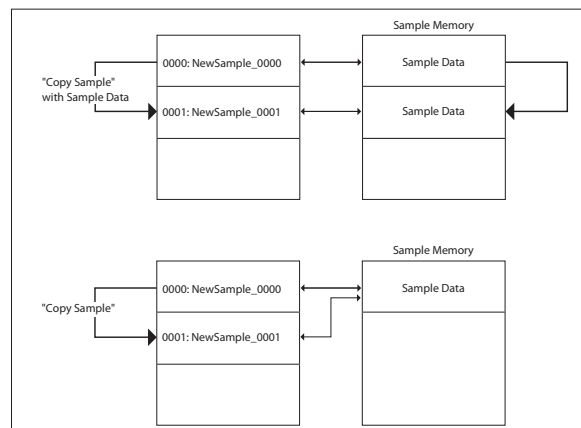 Sample Memory
0000: NewSample_0000
Sample Data
"Copy Sample"
with Sample Data
0001: NewSample_0001
Sample Data
Sample Memory
0000: NewSample_0000
Sample Data
"Copy Sample"
0001: NewSample_0001